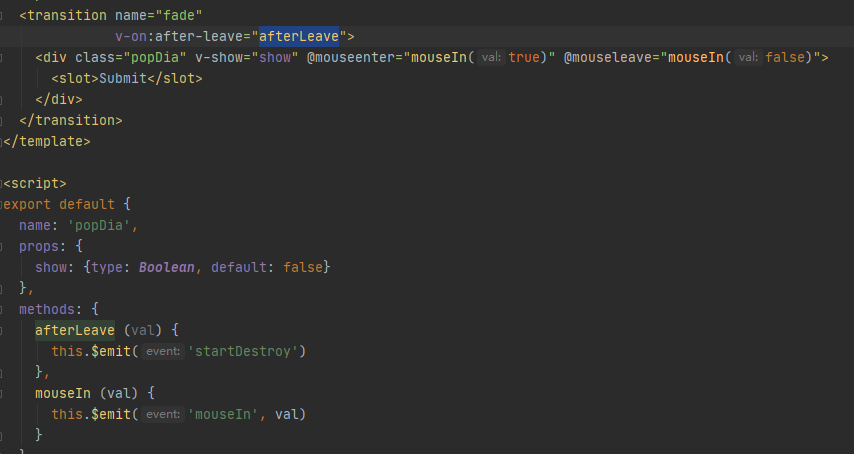 <transition name="fade"
v-on:after-leave="afterLeave">
<div class="popDia" v-show="show" @mouseenter="mouseIn( val: true)" @mouseleave="mouseIn( val: false)">
<slot>Submit</slot>
</div>
</transition>
</template>
<script>
export default {
name: 'popDia',
props: {
show: {type: Boolean, default: false}
},
methods: {
afterLeave (val) {
this.$emit( event: 'startDestroy')
},
mouseIn (val) {
this.$emit( event: 'mouseIn', val)
}